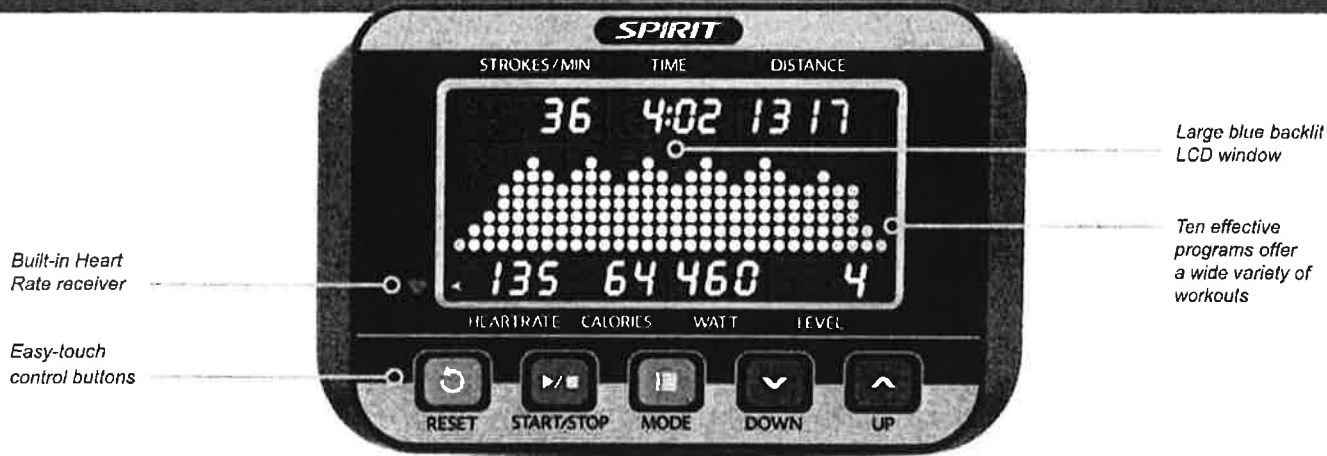 SPIRIT
STROKES/MIN TIME DISTANCE
36 4:02 1317
Large blue backlit
LCD window
Ten effective
programs offer
a wide variety of
workouts
Built-in Heart
Rate receiver
135 64 460 4
HEARTRATE CALORIES WATT LEVEL
Easy-touch
control buttons
RESET START/STOP MODE DOWN UP